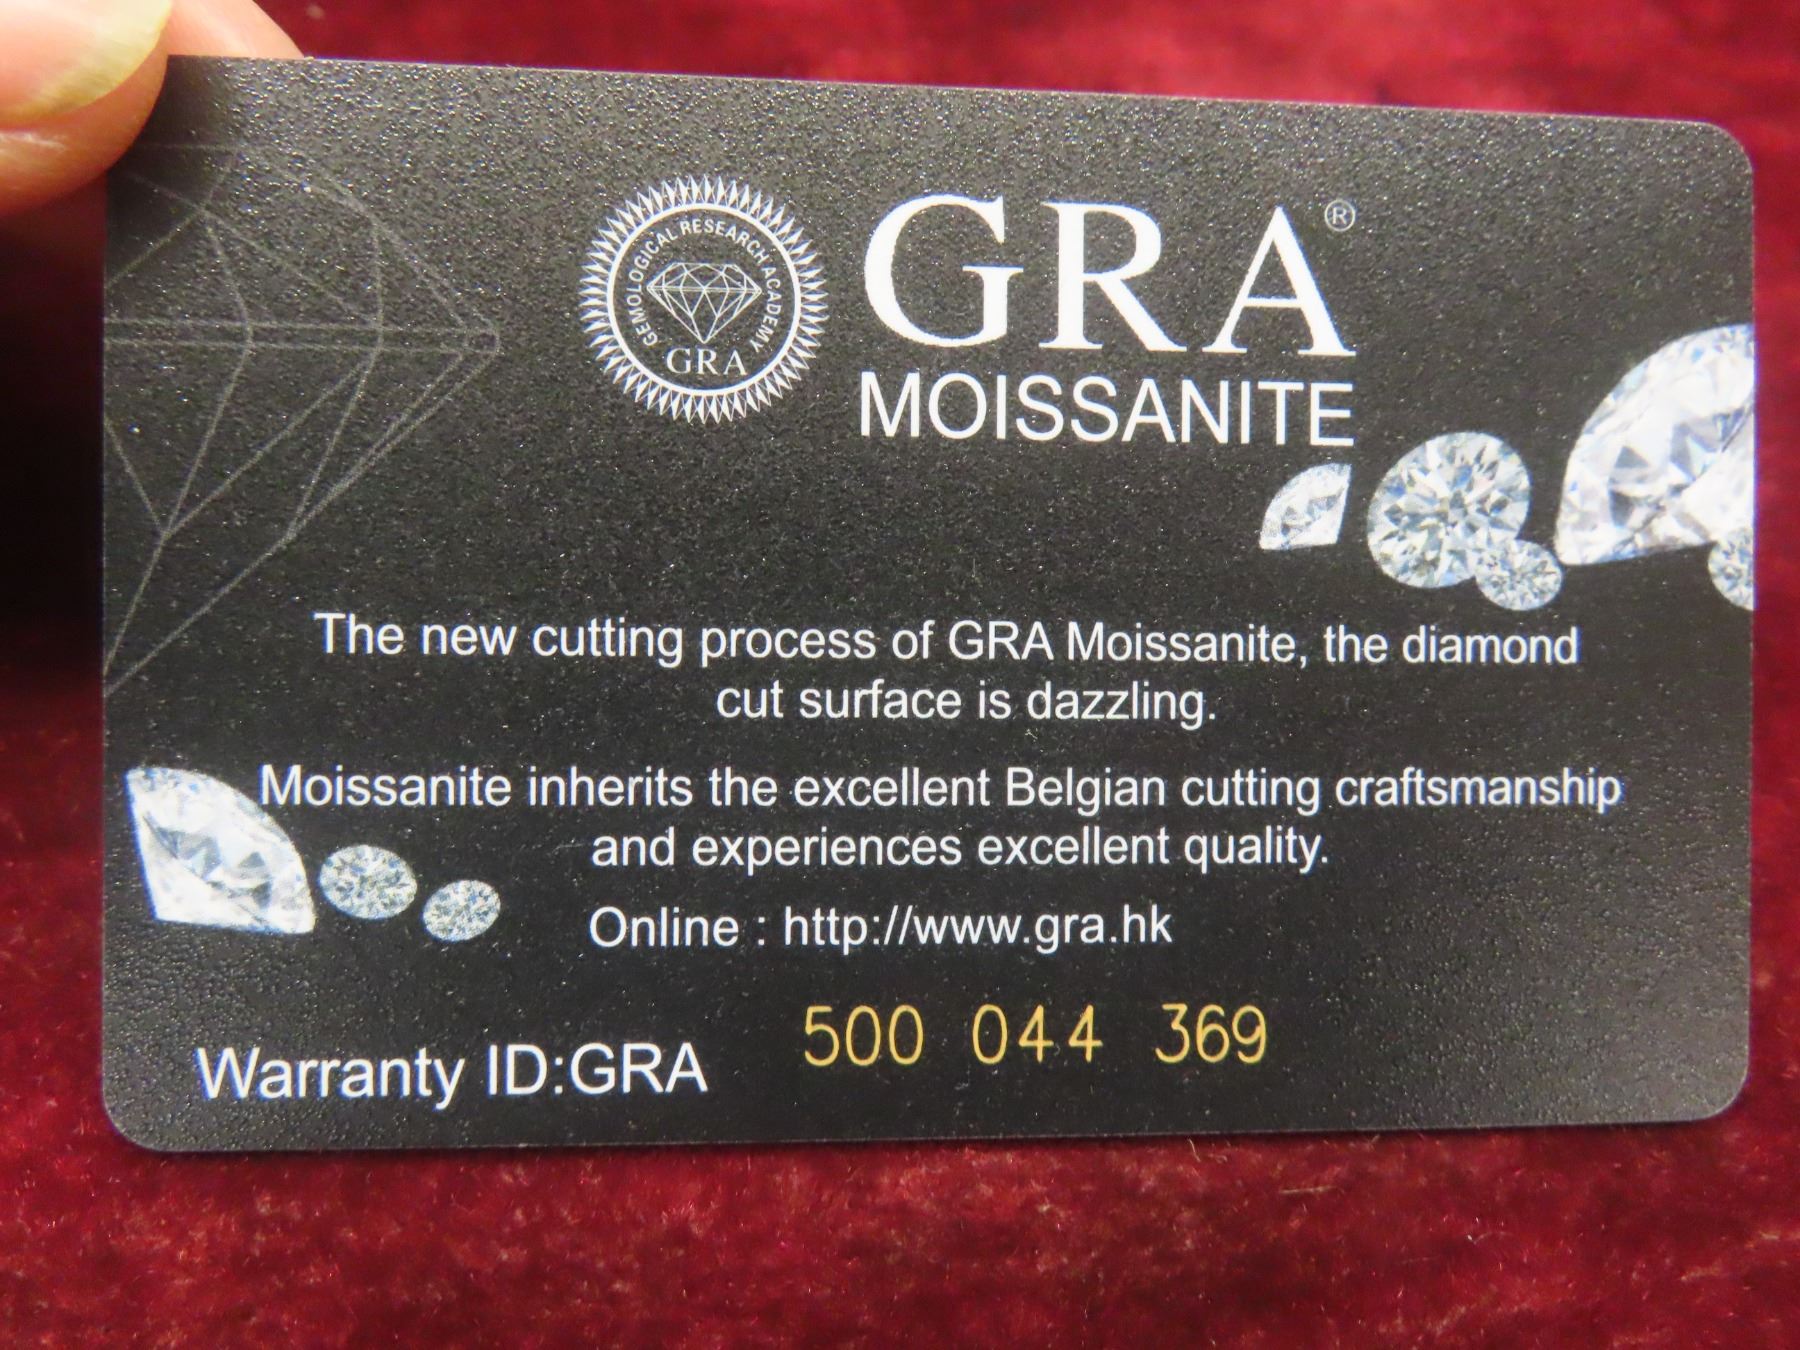 GEMOLOGICAL RESEARCH ACADEMY
GRA
GRA®
MOISSANITE
The new cutting process of GRA Moissanite, the diamond
cut surface is dazzling.
Moissanite inherits the excellent Belgian cutting craftsmanship
and experiences excellent quality.
Online : http://www.gra.hk
Warranty ID:GRA 500 044 369